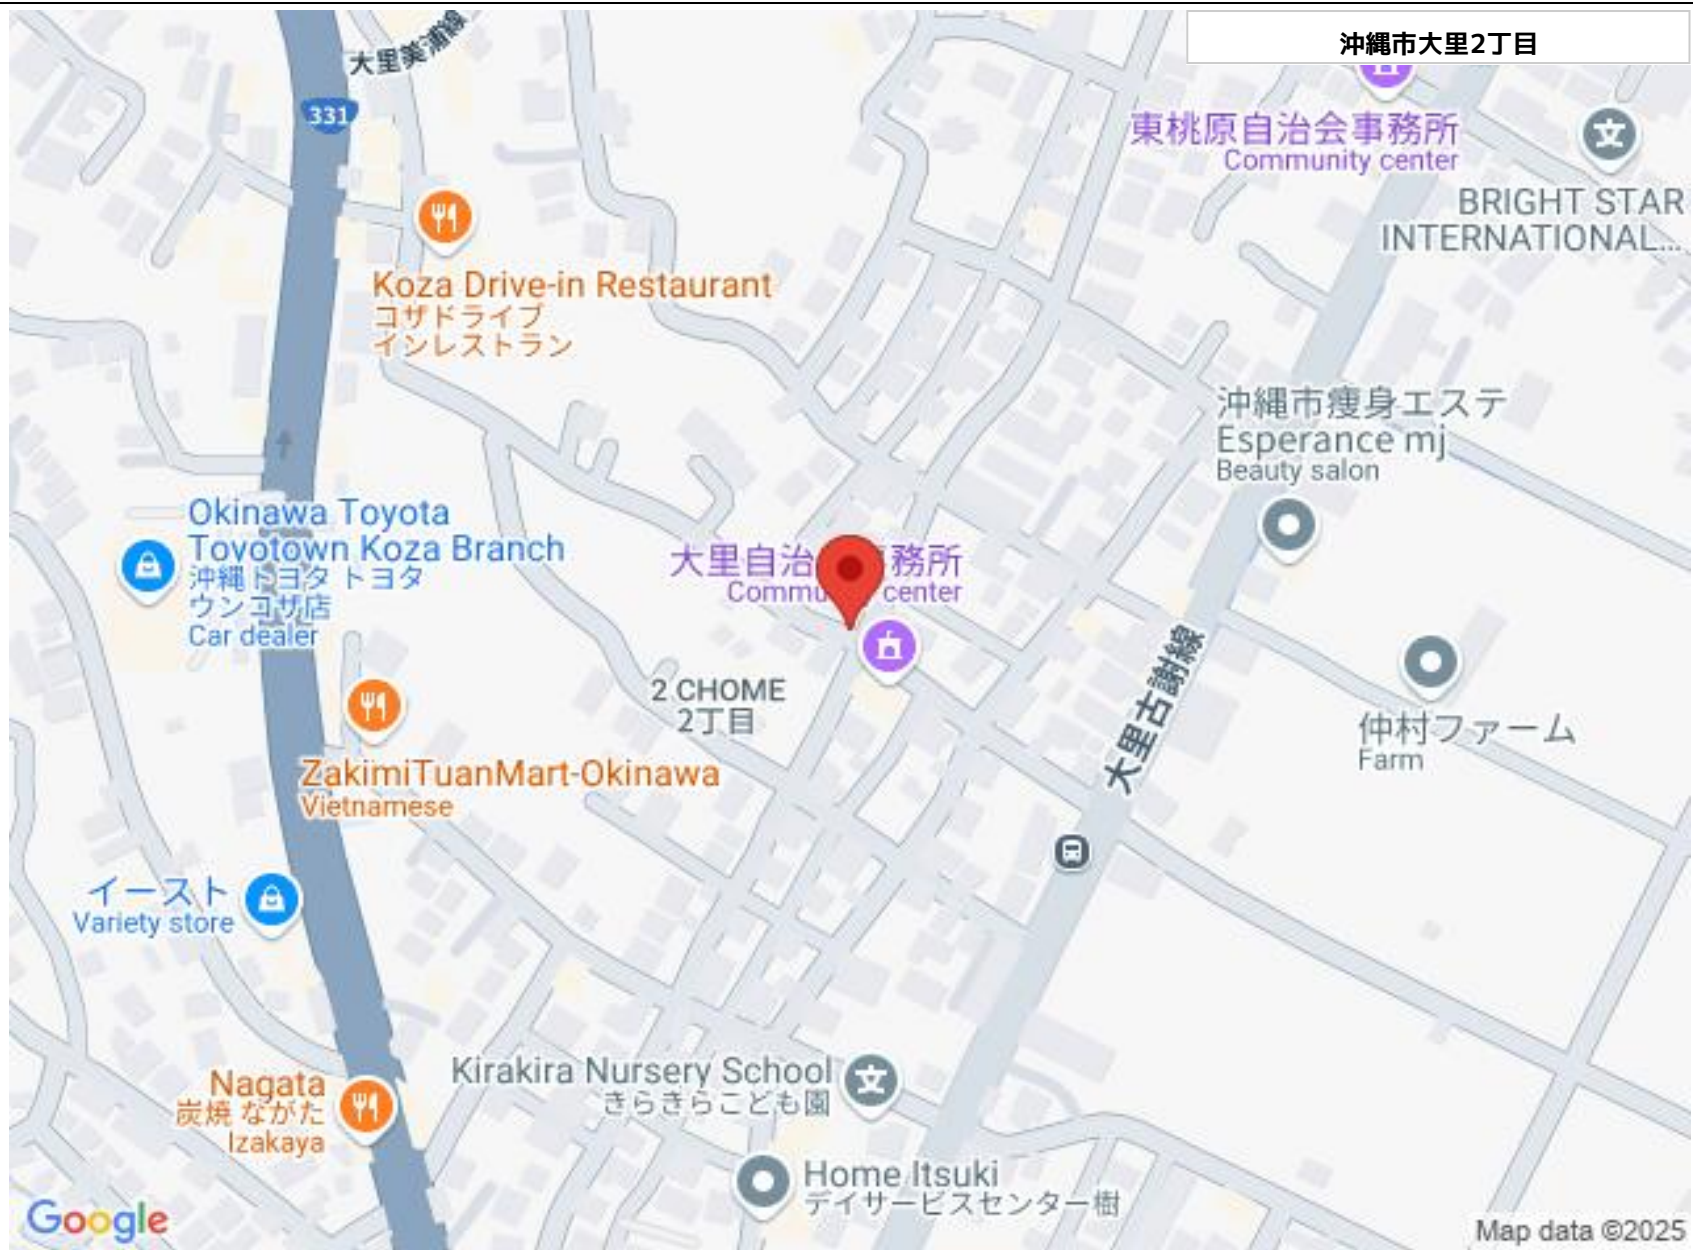 沖縄市大里2丁目
大里美浦線
331
東桃原自治会事務所
Community center
BRIGHT STAR
INTERNATIONAL...
Koza Drive-in Restaurant
コザドライブ
インレストラン
沖縄市痩身エステ
Esperance mj
Beauty salon
Okinawa Toyota
Toyotown Koza Branch
沖縄トヨタ トヨタ
ウンコザ店
Car dealer
大里自治 務所
center
2 CHOME
2丁目
大里古謝線
仲村ファーム
Farm
ZakimiTuanMart-Okinawa
Vietnamese
イースト
Variety store
Kirakira Nursery School
きらきらこども園
Nagata
炭焼 ながた
Izakaya
Home Itsuki
デイサービスセンター樹
Google
Map data ©2025